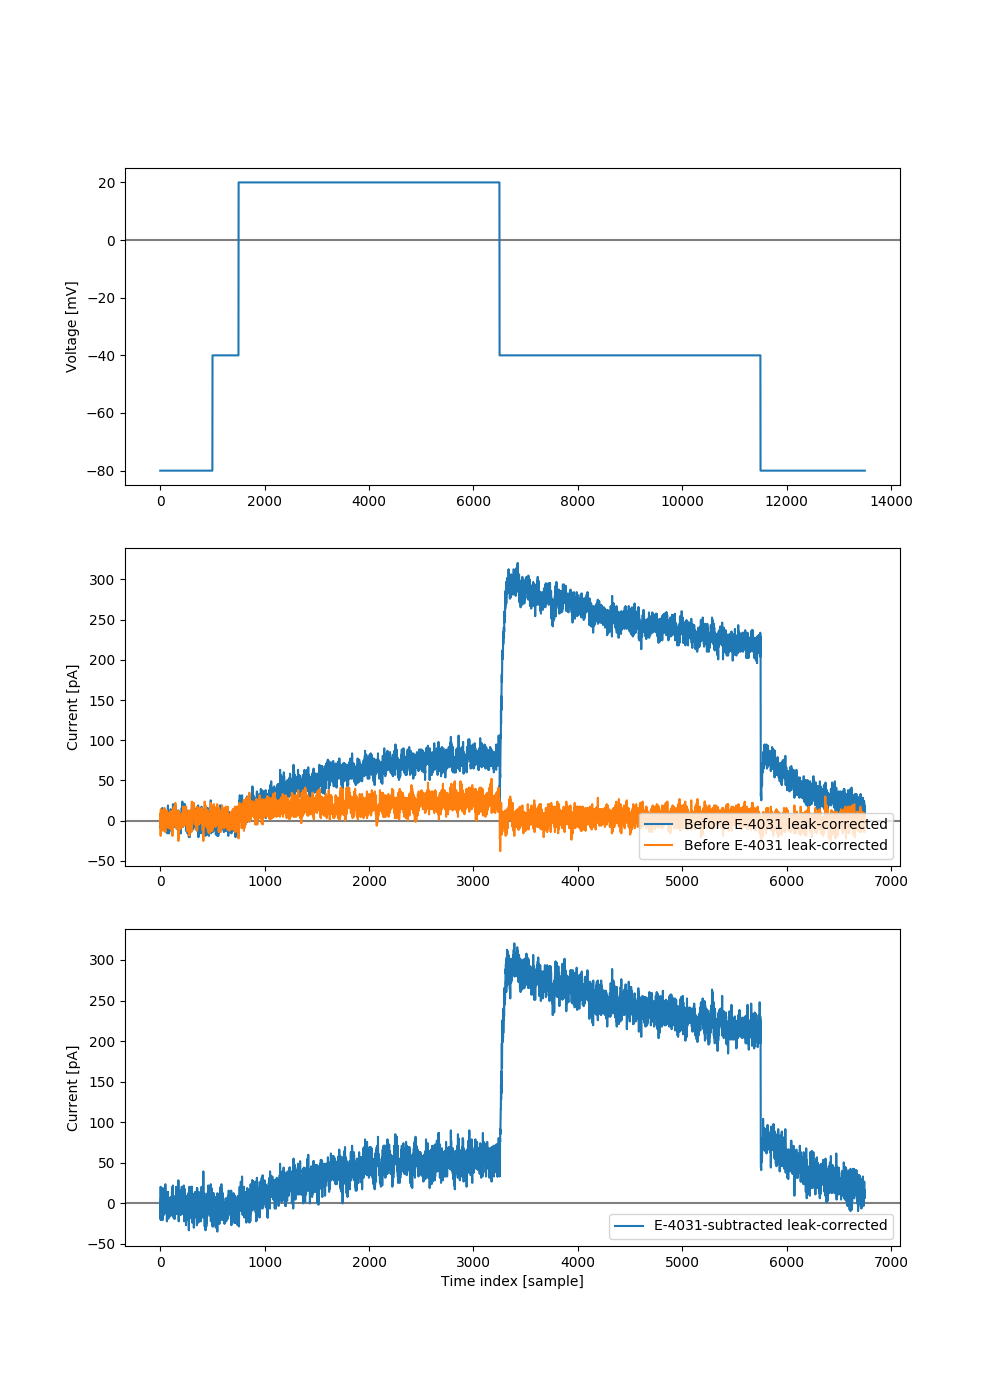 20
0
−20
−40
−60
−80
Voltage [mV]
0 2000 4000 6000 8000 10000 12000 14000
300
250
200
150
100
50
0
−50
Current [pA]
Before E-4031 leak-corrected
Before E-4031 leak-corrected
0 1000 2000 3000 4000 5000 6000 7000
300
250
200
150
100
50
0
−50
Current [pA]
E-4031-subtracted leak-corrected
0 1000 2000 3000 4000 5000 6000 7000
Time index [sample]